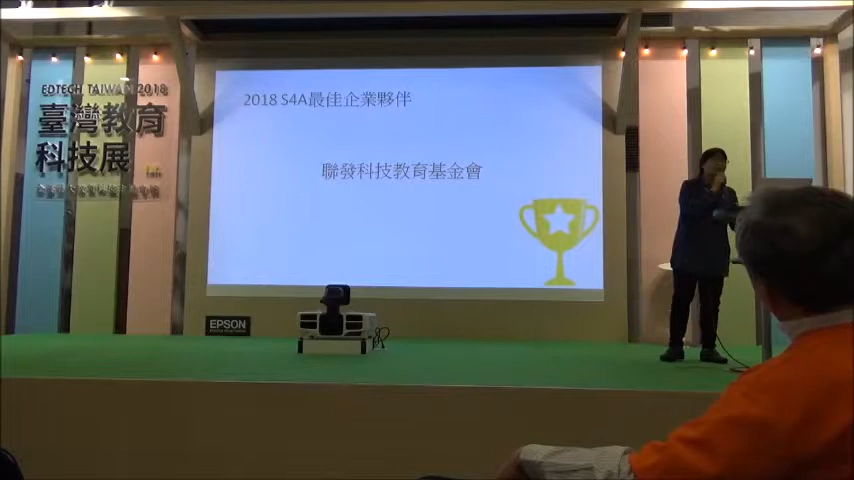 EDTECH TAIWAN 2018
臺灣教育
科技展
2018 S4A最佳企業夥伴
聯發科技教育基金會
EPSON